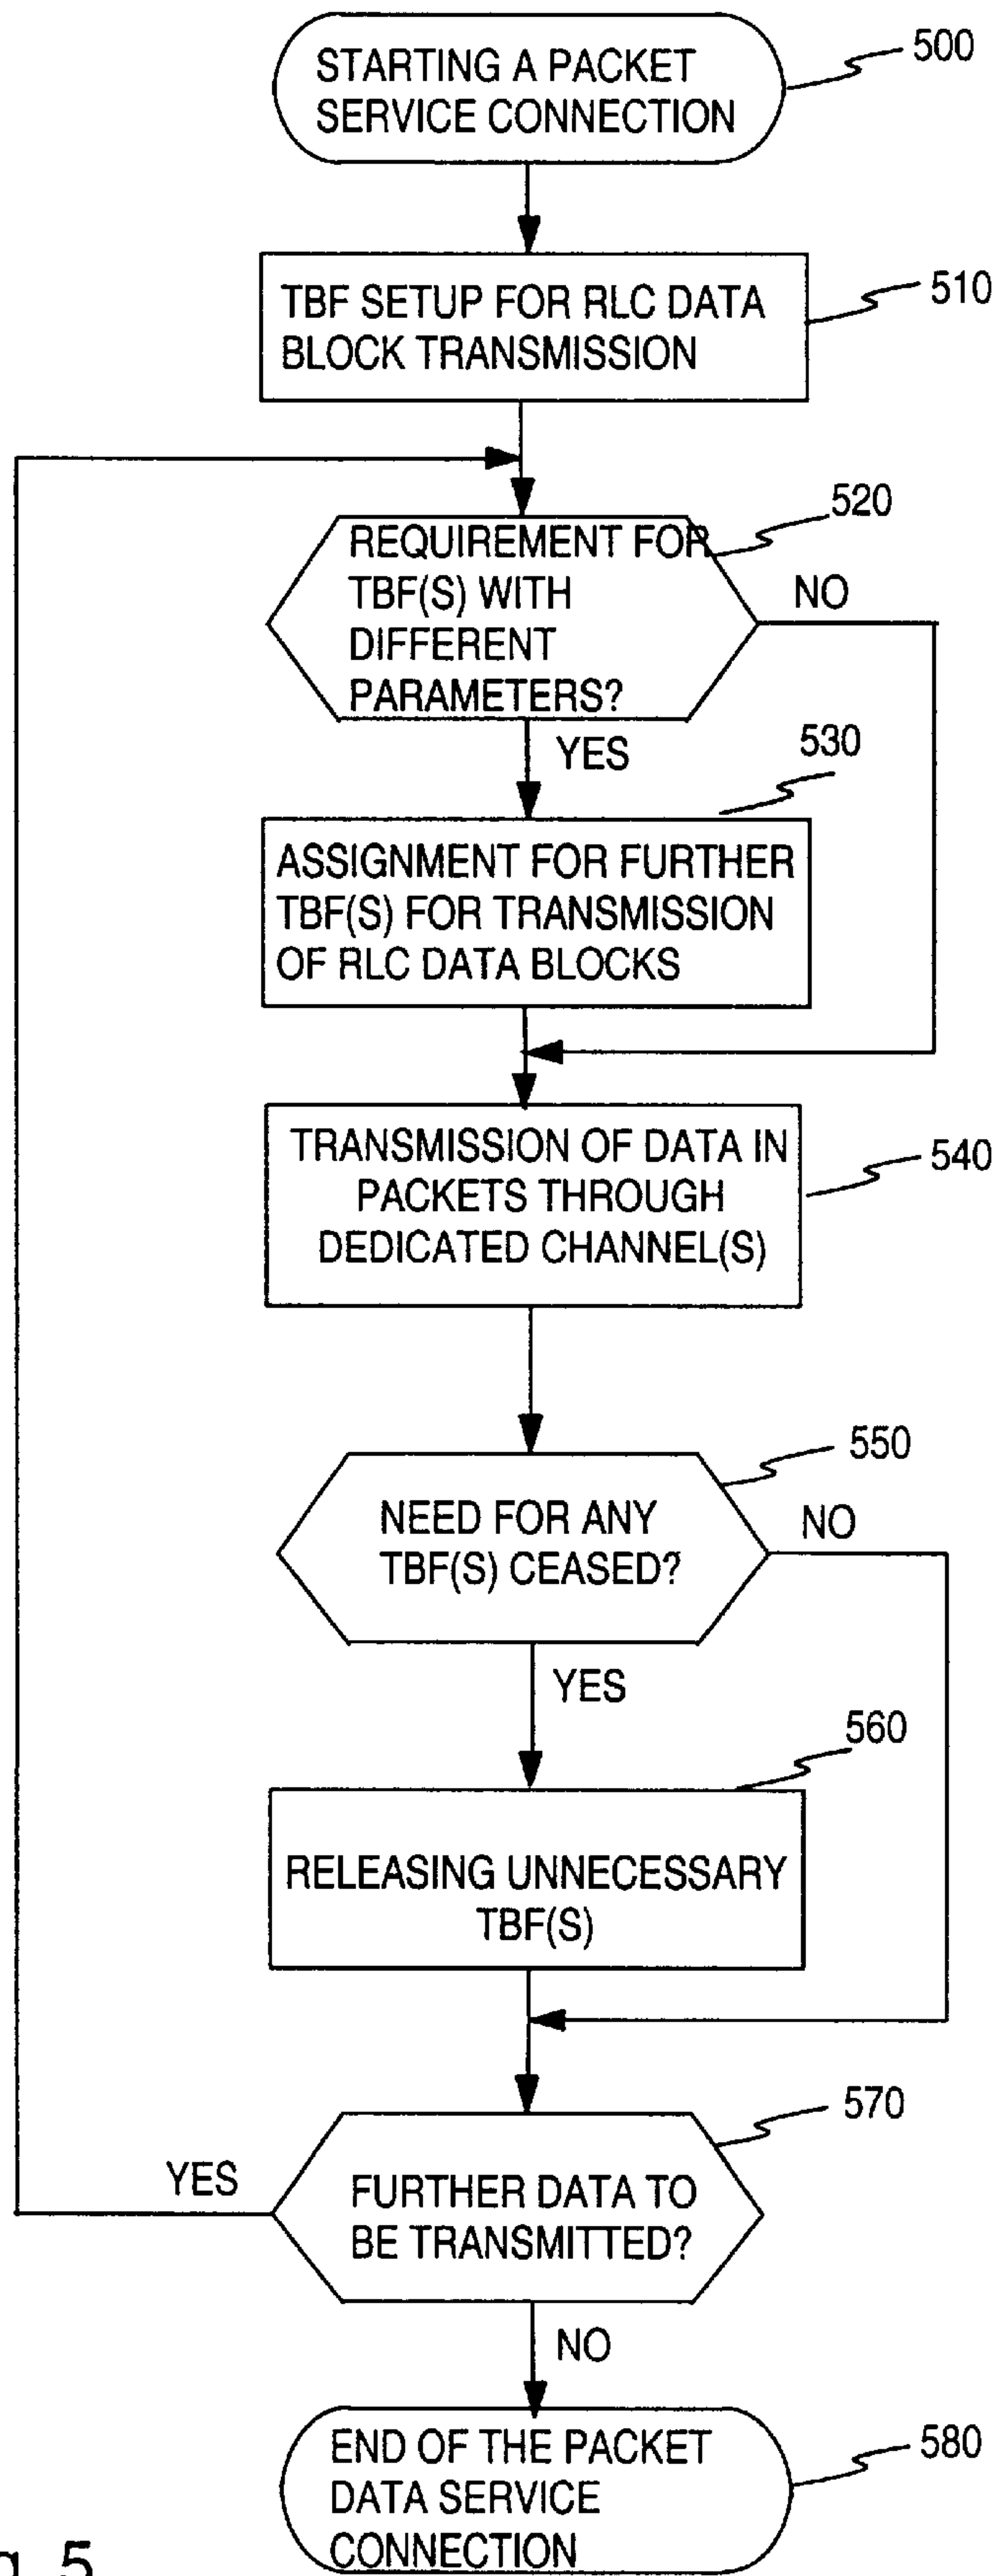 STARTING A PACKET
SERVICE CONNECTION
500
TBF SETUP FOR RLC DATA
BLOCK TRANSMISSION
510
REQUIREMENT FOR
TBF(S) WITH
DIFFERENT
PARAMETERS?
520
NO
YES
530
ASSIGNMENT FOR FURTHER
TBF(S) FOR TRANSMISSION
OF RLC DATA BLOCKS
TRANSMISSION OF DATA IN
PACKETS THROUGH
DEDICATED CHANNEL(S)
540
550
NEED FOR ANY
TBF(S) CEASED?
NO
YES
560
RELEASING UNNECESSARY
TBF(S)
570
YES
FURTHER DATA TO
BE TRANSMITTED?
NO
END OF THE PACKET
DATA SERVICE
CONNECTION
580
5